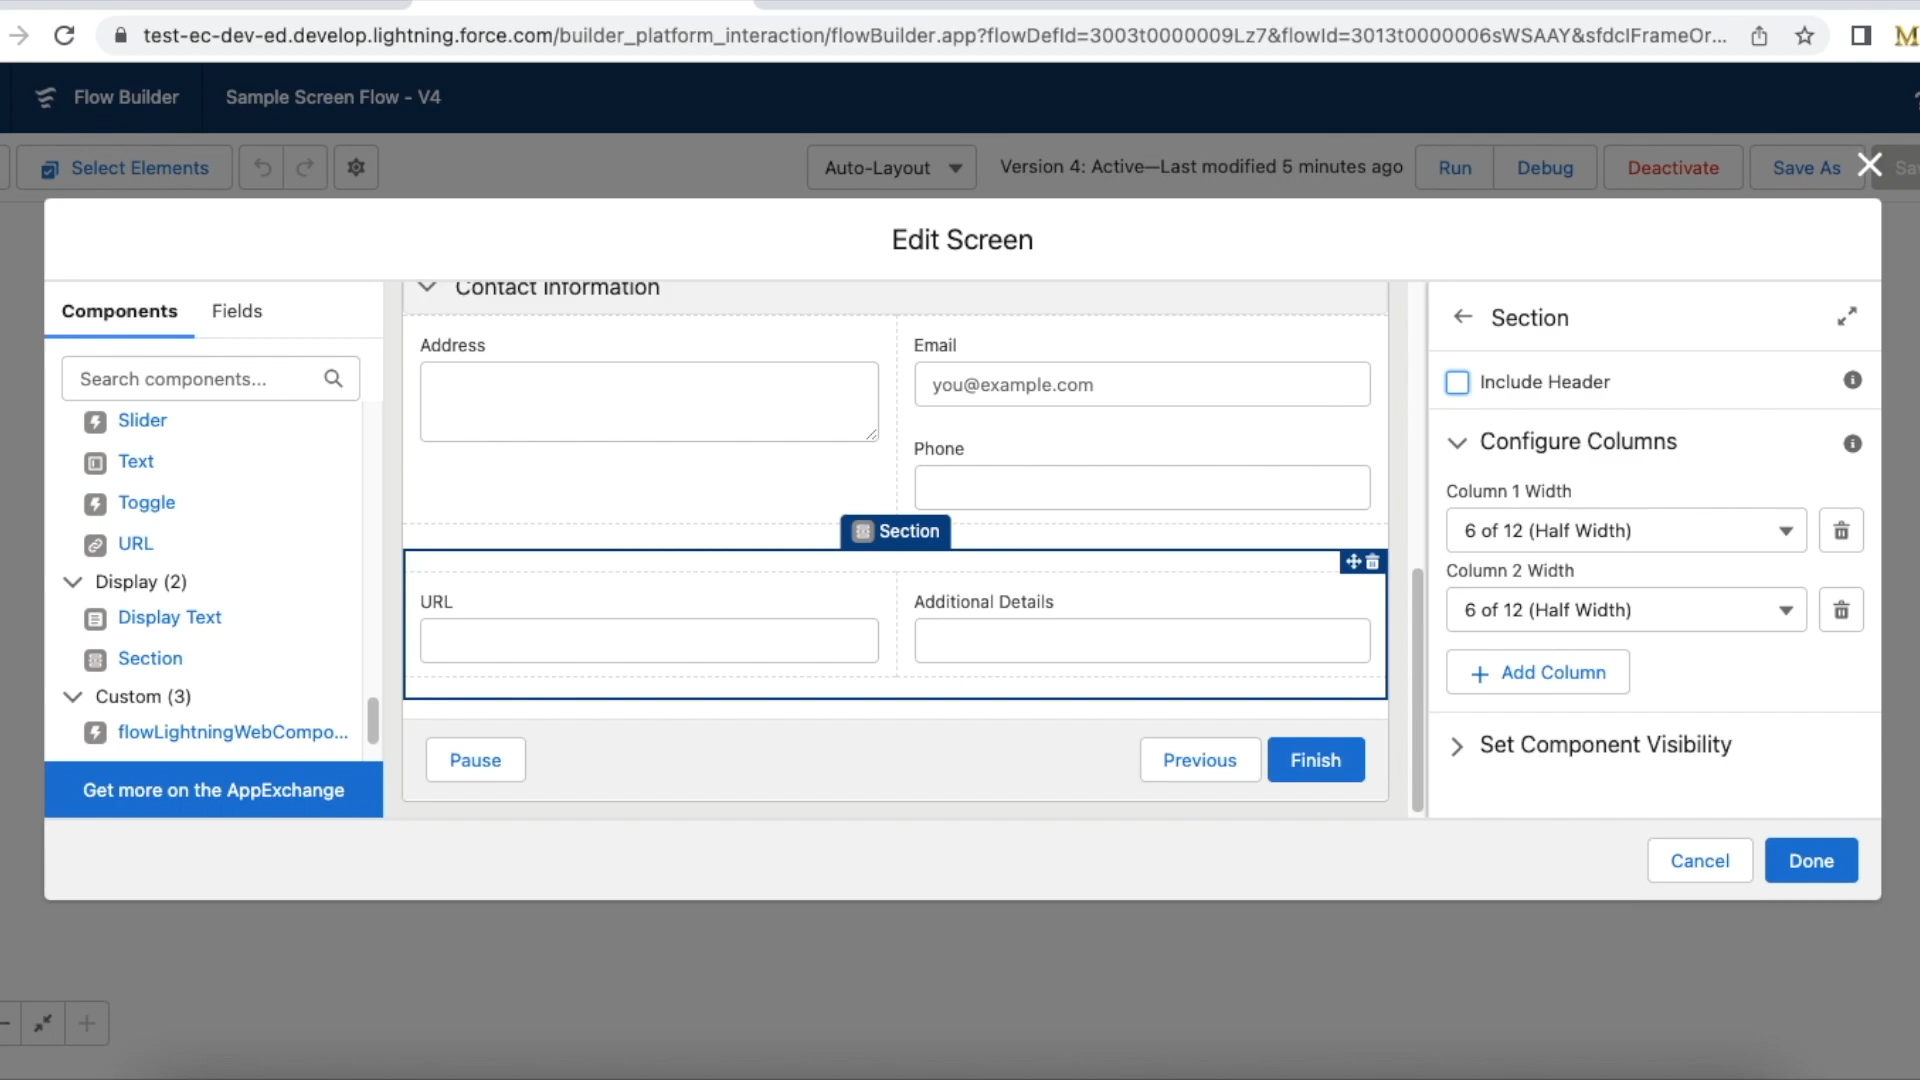 test-ec-dev-ed.develop.lightning.force.com/builder_platform_interaction/flowBuilder.app?flowDefId=3003t0000009Lz7&flowId=3013t0000006sWSAAY&sfdcIFrameOr...
M
Flow Builder
Sample Screen Flow - V4
Select Elements
Auto-Layout
Version 4: Active—Last modified 5 minutes ago
Run
Debug
Deactivate
Save As
Edit Screen
Components
Fields
Search components...
Slider
Text
Toggle
URL
Display (2)
Display Text
Section
Custom (3)
flowLightningWebCompo...
Get more on the AppExchange
Contact Information
Address
Email
you@example.com
Phone
Section
URL
Additional Details
Pause
Previous
Finish
Section
Include Header
Configure Columns
Column 1 Width
6 of 12 (Half Width)
Column 2 Width
6 of 12 (Half Width)
+ Add Column
Set Component Visibility
Cancel
Done